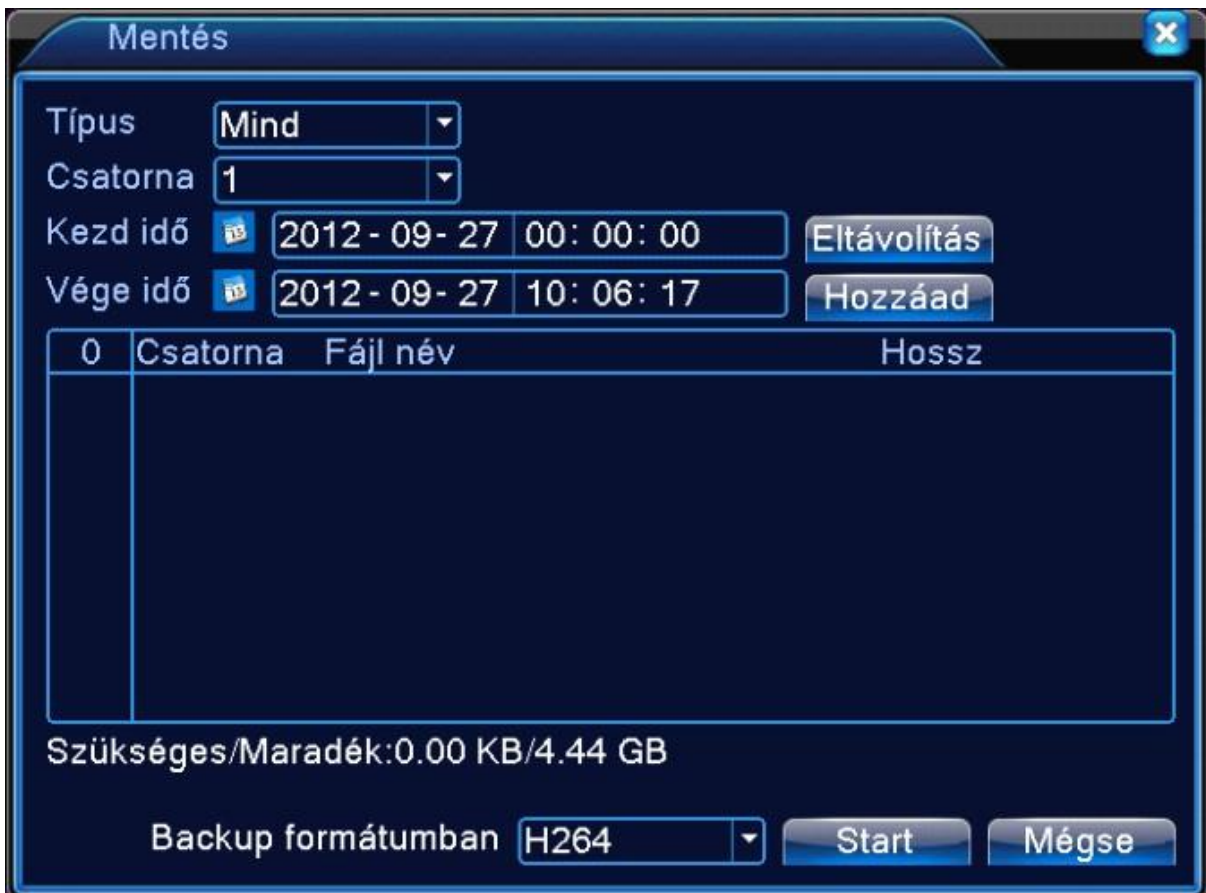 Mentés
Típus Mind
Csatorna 1
Kezd idő 2012 - 09 - 27 00: 00: 00 Eltávolítás
Vége idő 2012 - 09 - 27 10: 06: 17 Hozzáad
0 Csatorna Fájl név Hossz
Szükséges/Maradék:0.00 KB/4.44 GB
Backup formátumban H264 Start Mégse